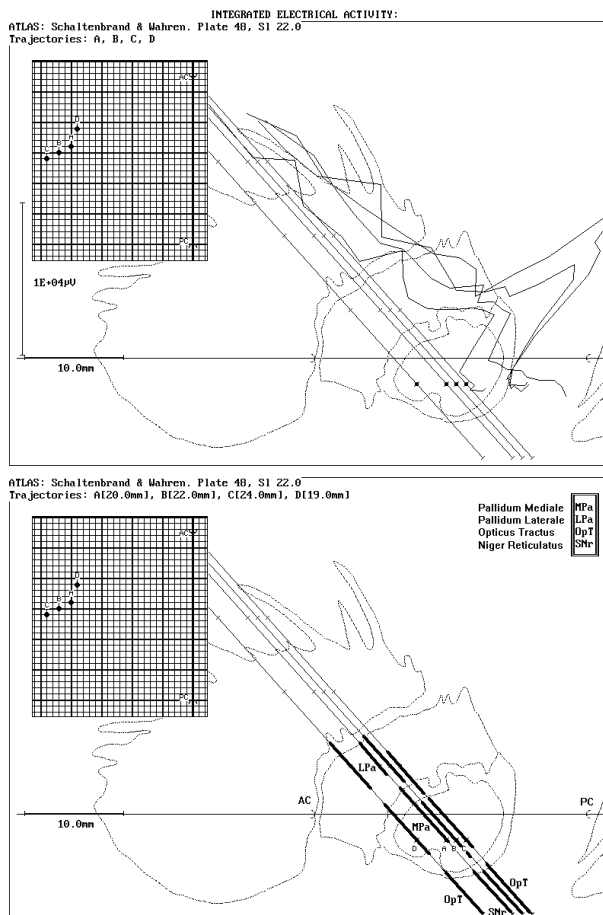 INTEGRATED ELECTRICAL ACTIVITY:
ATLAS: Schaltenbrand & Wahren. Plate 48, Sl 22.0
Trajectories: A, B, C, D
AC
D
A
B
C
PC
1E+04µV
10.0mm
ATLAS: Schaltenbrand & Wahren. Plate 48, Sl 22.0
Trajectories: A[20.0mm], B[22.0mm], C[24.0mm], D[19.0mm]
Pallidum Mediale MPa
Pallidum Laterale LPa
Opticus Tractus OpT
Niger Reticulatus SNr
AC
D
A
B
C
PC
LPa
AC
PC
10.0mm
MPa
D A B C
OpT
OpT
SNr